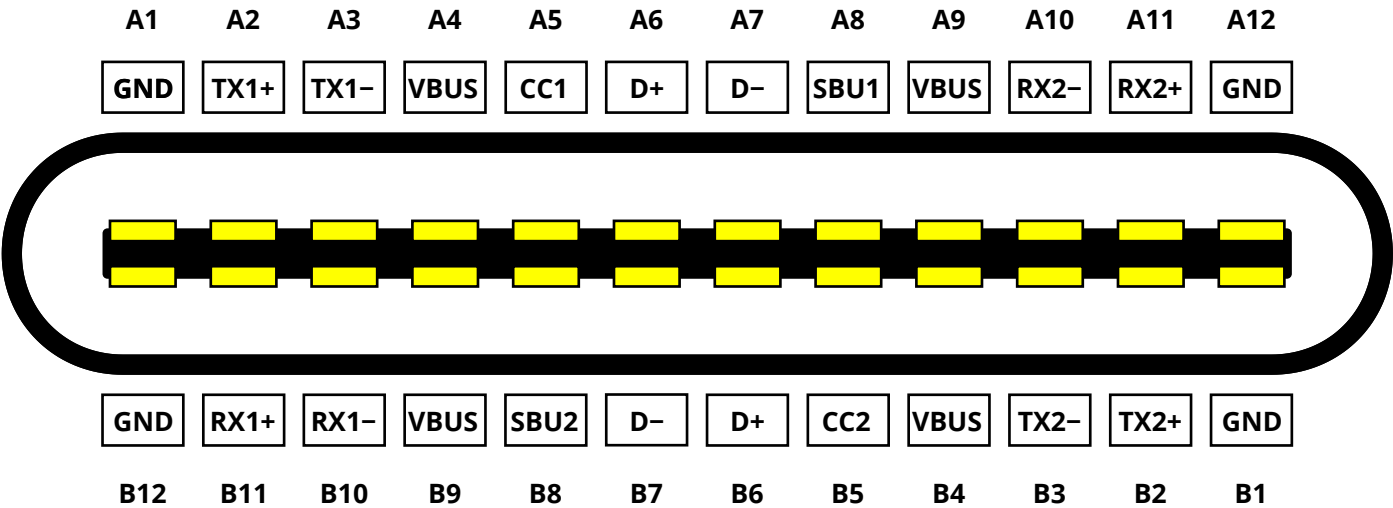 A1 A2 A3 A4 A5 A6 A7 A8 A9 A10 A11 A12
GND TX1+ TX1− VBUS CC1 D+ D− SBU1 VBUS RX2− RX2+ GND
GND RX1+ RX1− VBUS SBU2 D− D+ CC2 VBUS TX2− TX2+ GND
B12 B11 B10 B9 B8 B7 B6 B5 B4 B3 B2 B1